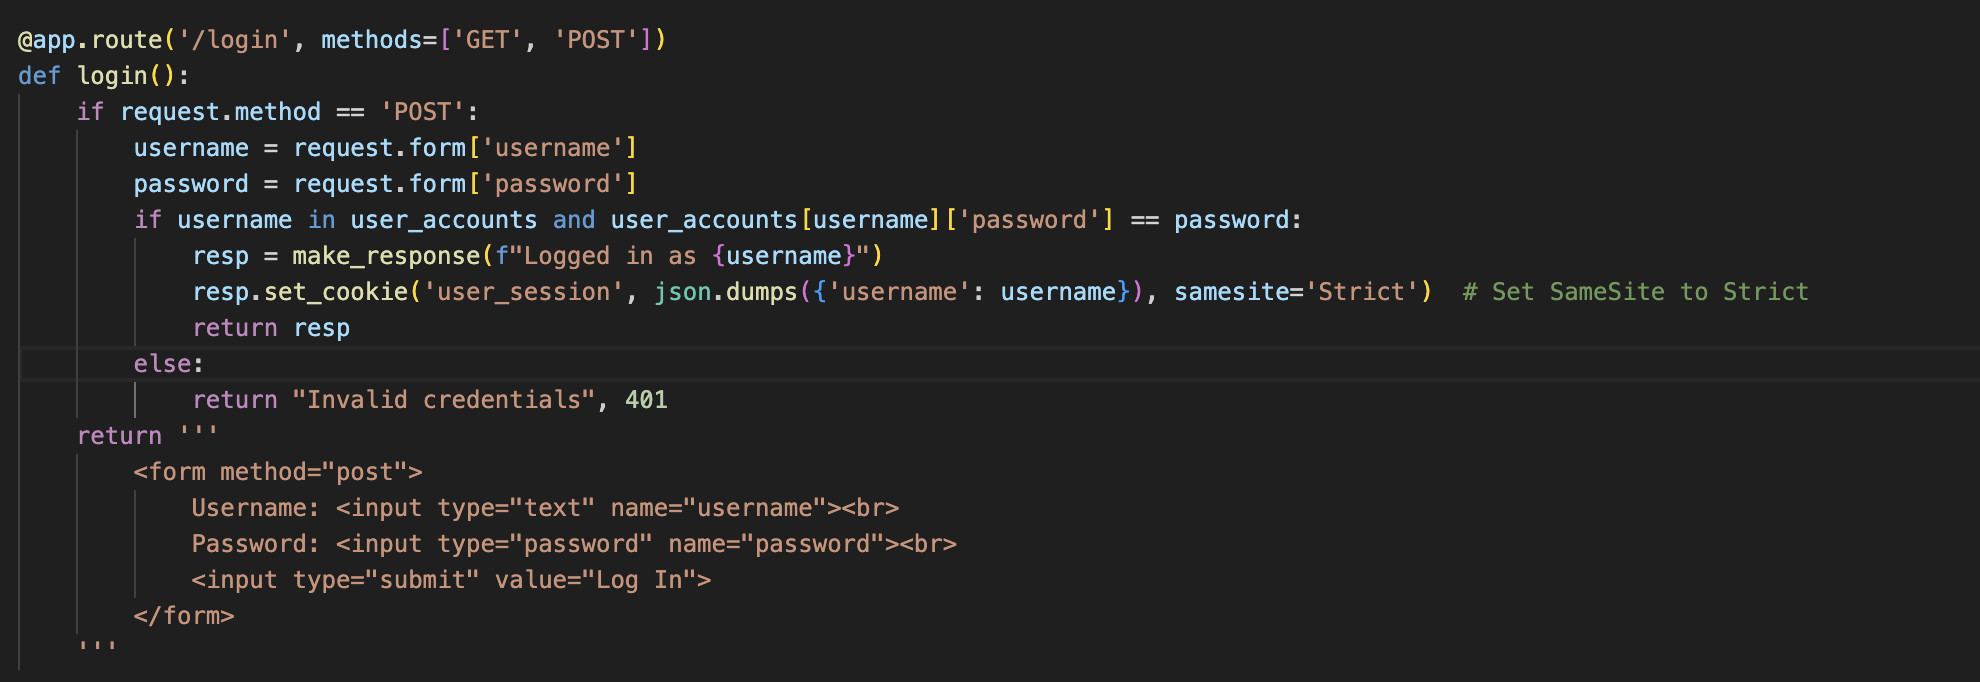 @app.route('/login', methods=['GET', 'POST'])
def login():
    if request.method == 'POST':
        username = request.form['username']
        password = request.form['password']
        if username in user_accounts and user_accounts[username]['password'] == password:
            resp = make_response(f"Logged in as {username}")
            resp.set_cookie('user_session', json.dumps({'username': username}), samesite='Strict')  # Set SameSite to Strict
            return resp
        else:
            return "Invalid credentials", 401
    return '''
        <form method="post">
            Username: <input type="text" name="username"><br>
            Password: <input type="password" name="password"><br>
            <input type="submit" value="Log In">
        </form>
    '''